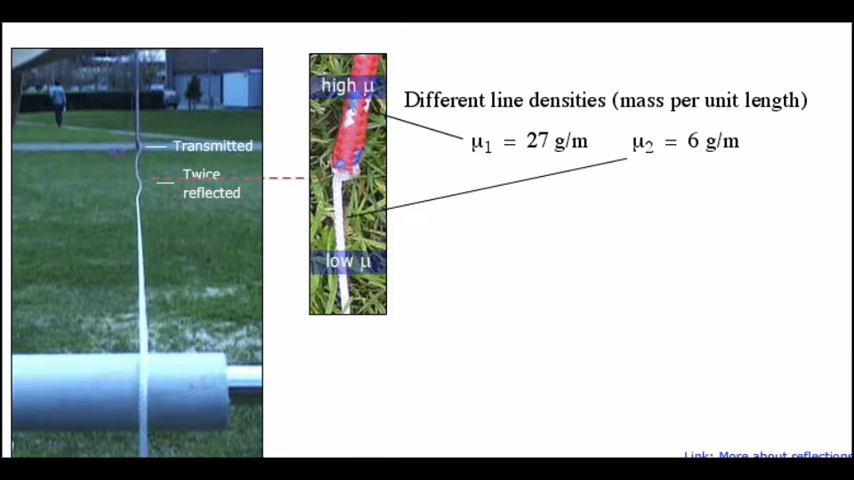 Transmitted
Twice
reflected
high μ
low μ
Different line densities (mass per unit length)
μ₁ = 27 g/m μ₂ = 6 g/m
Link: More about reflections